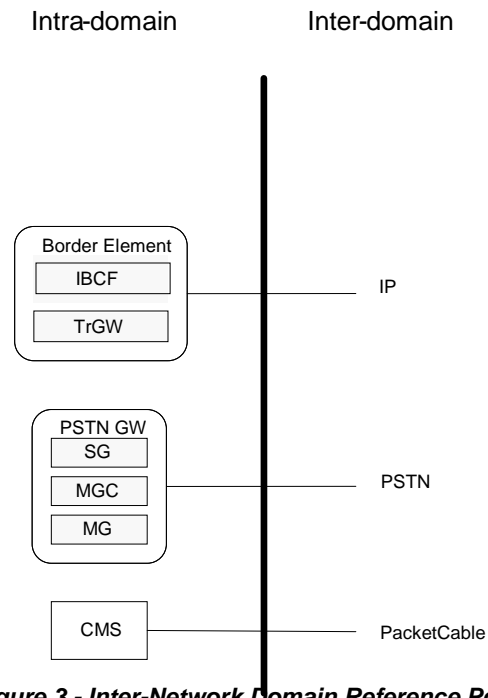 Intra-domain Inter-domain
Border Element
IBCF
IP
TrGW
PSTN GW
SG
MGC
PSTN
MG
CMS
PacketCable
Figure 3 - Inter-Network Domain Reference